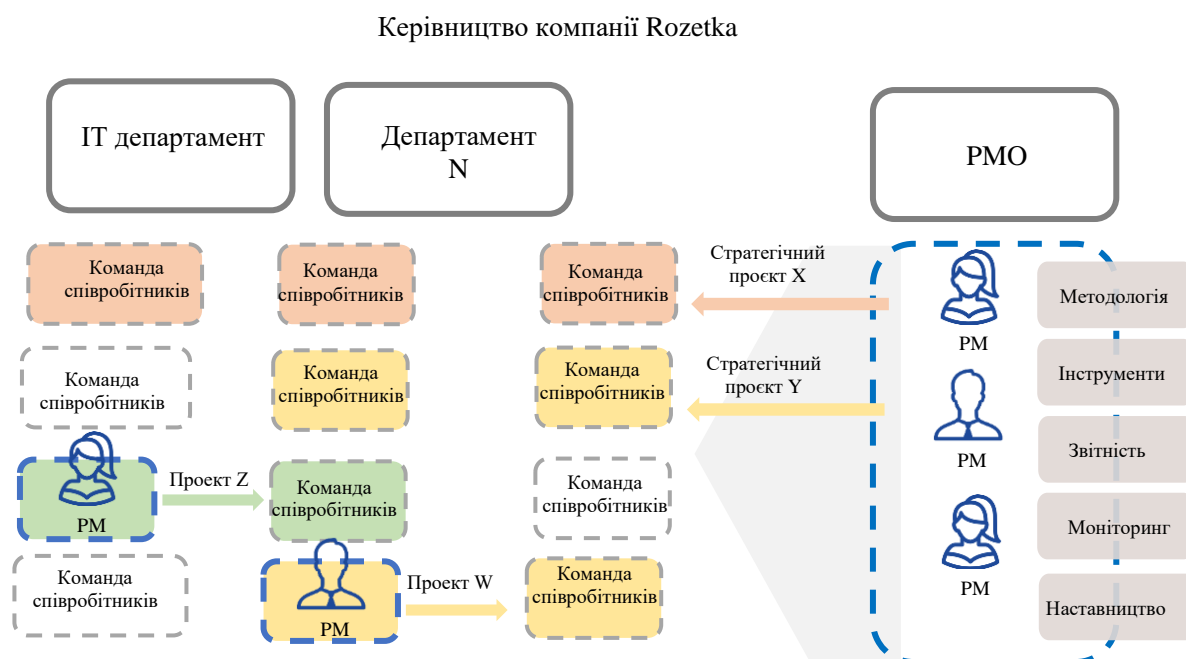 Керівництво компанії Rozetka
ІТ департамент
Департамент
N
PMO
Команда
співробітників
Команда
співробітників
Команда
співробітників
Стратегічний
проєкт X
PM
Методологія
Команда
співробітників
Команда
співробітників
Команда
співробітників
Стратегічний
проєкт Y
PM
Інструменти
PM
Проект Z
Команда
співробітників
Команда
співробітників
Звітність
PM
Моніторинг
Команда
співробітників
PM
Проект W
Команда
співробітників
Наставництво